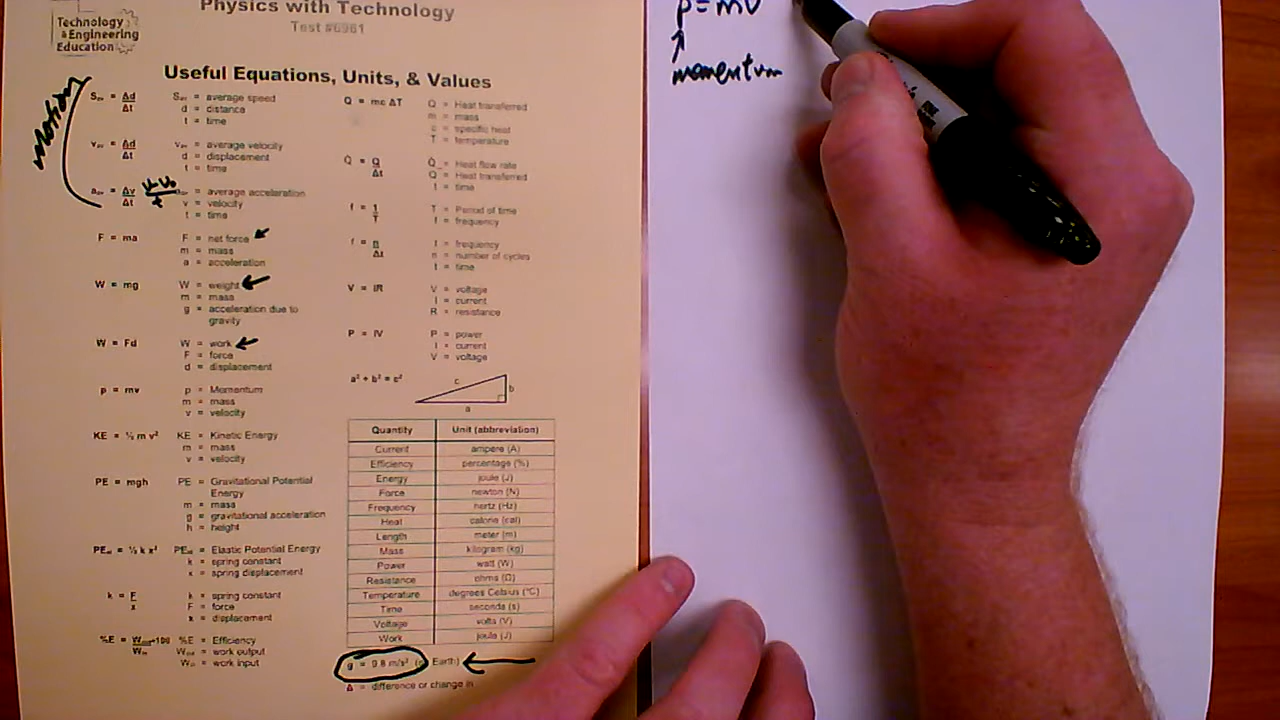 Technology
& Engineering
Education
Physics with Technology
Test #6961
Useful Equations, Units, & Values
Motion
Sav = Δd/Δt
Sav = average speed
d = distance
t = time
vav = Δd/Δt
vav = average velocity
d = displacement
t = time
aav = Δv/Δt
aav = average acceleration
v = velocity
t = time
F = ma
F = net force
m = mass
a = acceleration
W = mg
W = weight
m = mass
g = acceleration due to
gravity
W = Fd
W = work
F = force
d = displacement
p = mv
p = Momentum
m = mass
v = velocity
KE = ½ m v²
KE = Kinetic Energy
m = mass
v = velocity
PE = mgh
PE = Gravitational Potential
Energy
m = mass
g = gravitational acceleration
h = height
PEel = ½ k x²
PEel = Elastic Potential Energy
k = spring constant
x = spring displacement
k = F/x
k = spring constant
F = force
x = displacement
%E = Wout/Win *100
%E = Efficiency
Wout = work output
Win = work input
Q = mc ΔT
Q = Heat transferred
m = mass
c = specific heat
T = temperature
Q̇ = Q/Δt
Q̇ = Heat flow rate
Q = Heat transferred
t = time
f = 1/T
T = Period of time
f = frequency
f = n/Δt
f = frequency
n = number of cycles
t = time
V = IR
V = voltage
I = current
R = resistance
P = IV
P = power
I = current
V = voltage
a² + b² = c²
c
b
a
Quantity Unit (abbreviation)
Current ampere (A)
Efficiency percentage (%)
Energy joule (J)
Force newton (N)
Frequency hertz (Hz)
Heat calorie (cal)
Length meter (m)
Mass kilogram (kg)
Power watt (W)
Resistance ohms (Ω)
Temperature degrees Celsius (°C)
Time seconds (s)
Voltage volts (V)
Work joule (J)
g = 9.8 m/s² Earth)
Δ = difference or change in
p = mv
momentum